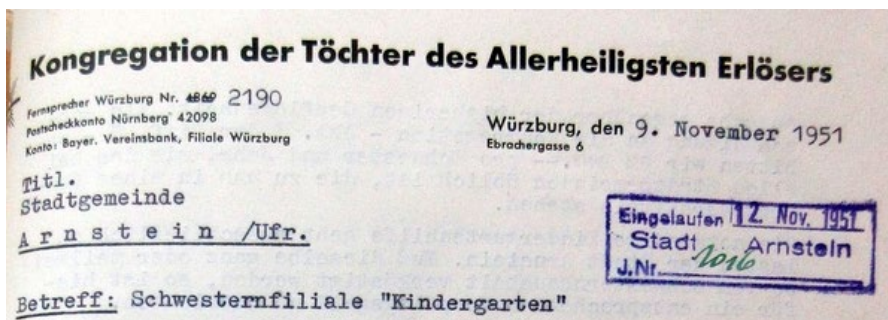 Kongregation der Töchter des Allerheiligsten Erlösers
Fernsprecher Würzburg Nr. 4860 2190
Postscheckkonto Nürnberg 42098
Konto: Bayer. Vereinsbank, Filiale Würzburg
Würzburg, den 9. November 1951
Ebrachergasse 6
Titl.
Stadtgemeinde
A r n s t e i n /Ufr.
Eingelaufen 12. Nov. 1951
Stadt Arnstein
J.Nr. 1016
Betreff: Schwesternfiliale "Kindergarten"